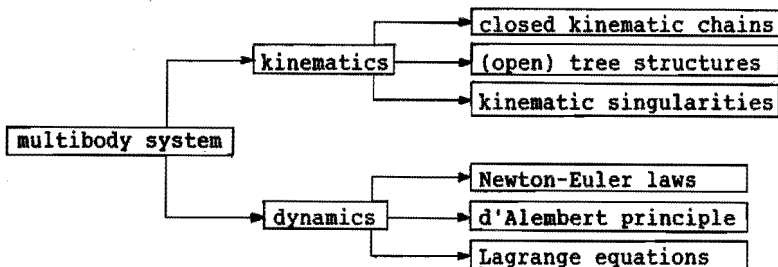 closed kinematic chains
kinematics
(open) tree structures
kinematic singularities
multibody system
Newton-Euler laws
dynamics
d'Alembert principle
Lagrange equations